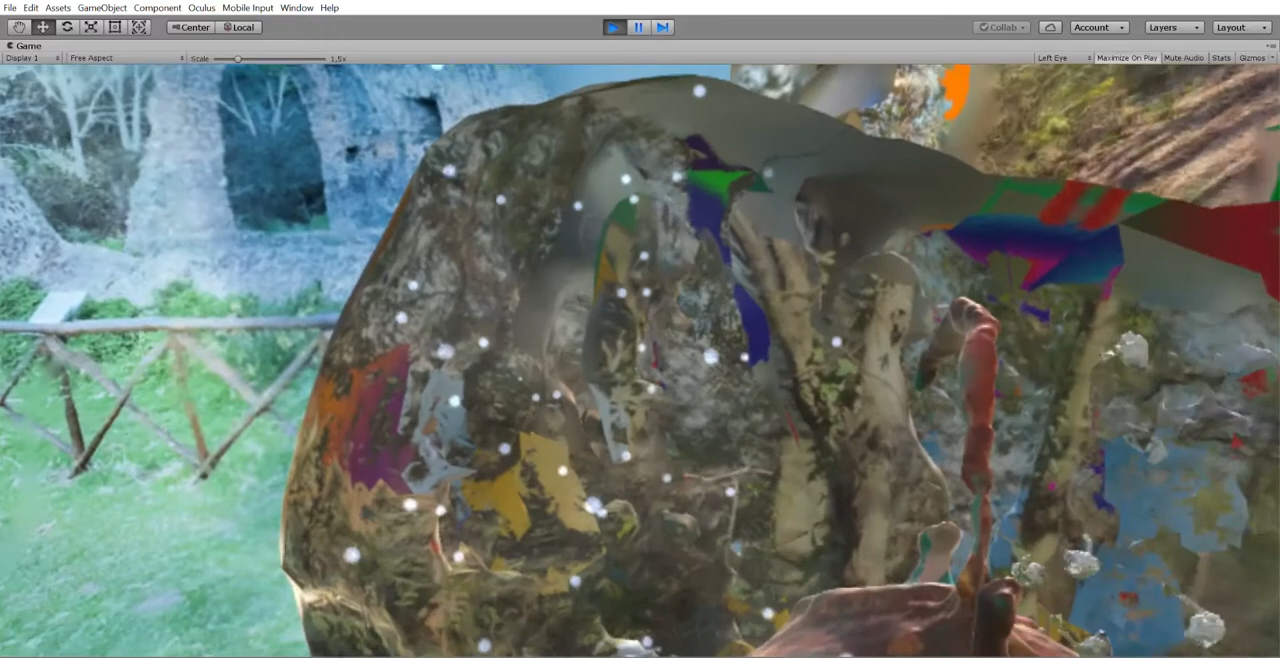 File Edit Assets GameObject Component Oculus Mobile Input Window Help
Center Local Collab Account Layers Layout
Game
Display 1 Free Aspect Scale 1,5x Left Eye Maximize On Play Mute Audio Stats Gizmos